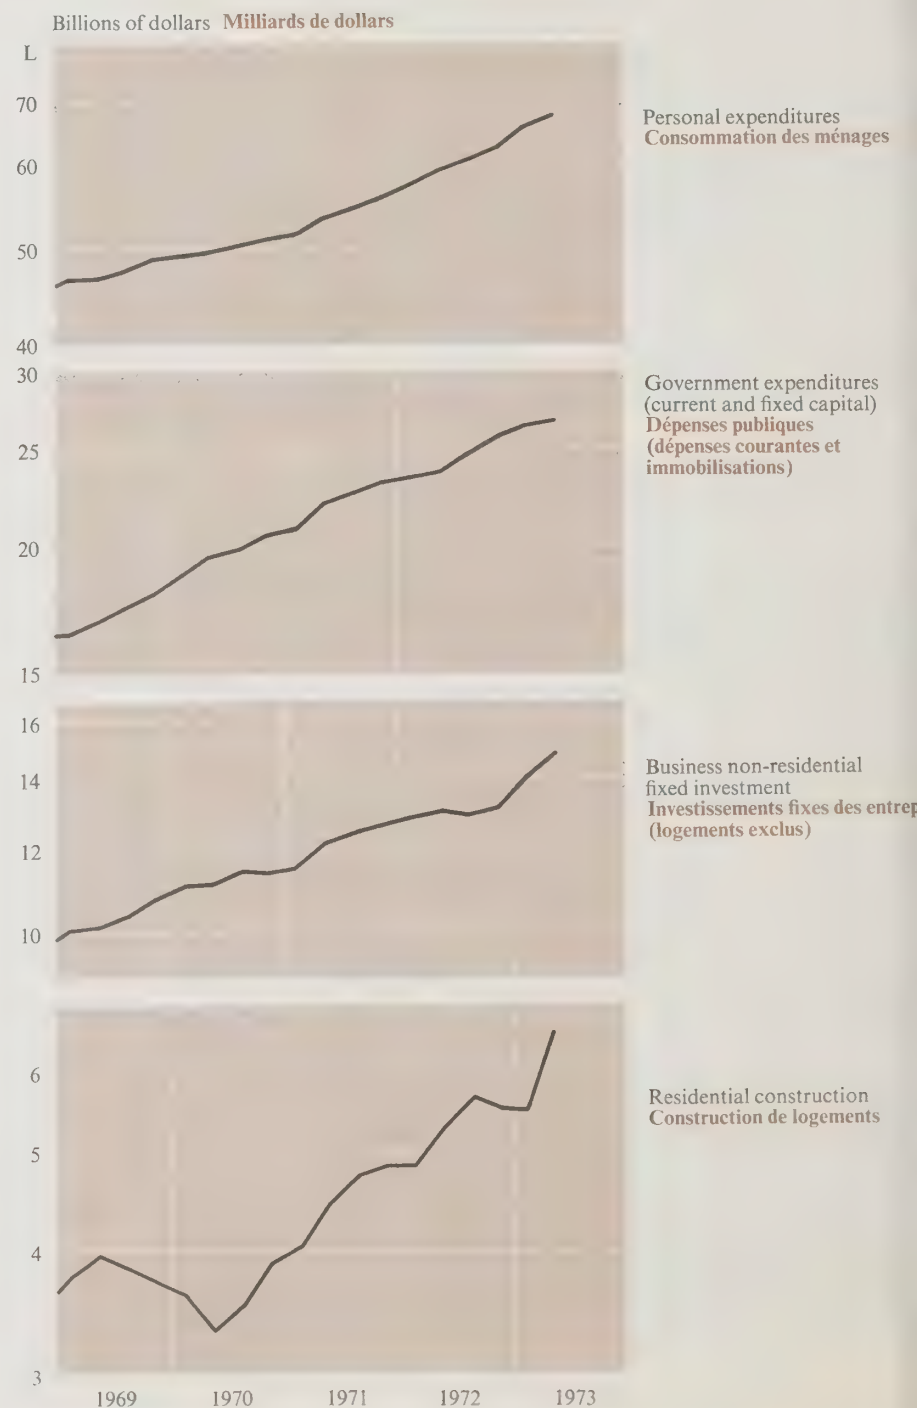 Billions of dollars Milliards de dollars
L
70
60
50
40
Personal expenditures
Consommation des ménages
30
25
20
15
Government expenditures
(current and fixed capital)
Dépenses publiques
(dépenses courantes et
immobilisations)
16
14
12
10
Business non-residential
fixed investment
Investissements fixes des entrep
(logements exclus)
6
5
4
3
Residential construction
Construction de logements
1969 1970 1971 1972 1973